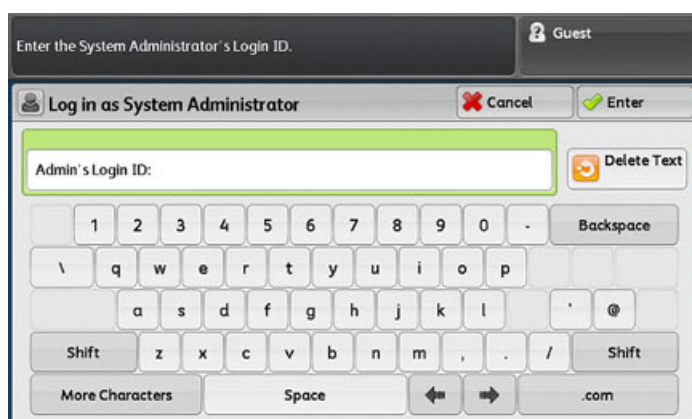 Enter the System Administrator's Login ID.
Guest
Log in as System Administrator
Cancel
Enter
Admin's Login ID:
Delete Text
1 2 3 4 5 6 7 8 9 0 - Backspace
\ q w e r t y u i o p
a s d f g h j k l ' @
Shift z x c v b n m , . / Shift
More Characters Space .com